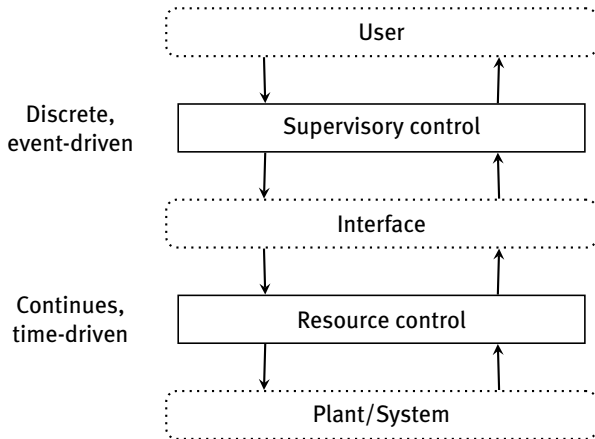 User
Discrete,
event-driven
Supervisory control
Interface
Continues,
time-driven
Resource control
Plant/System